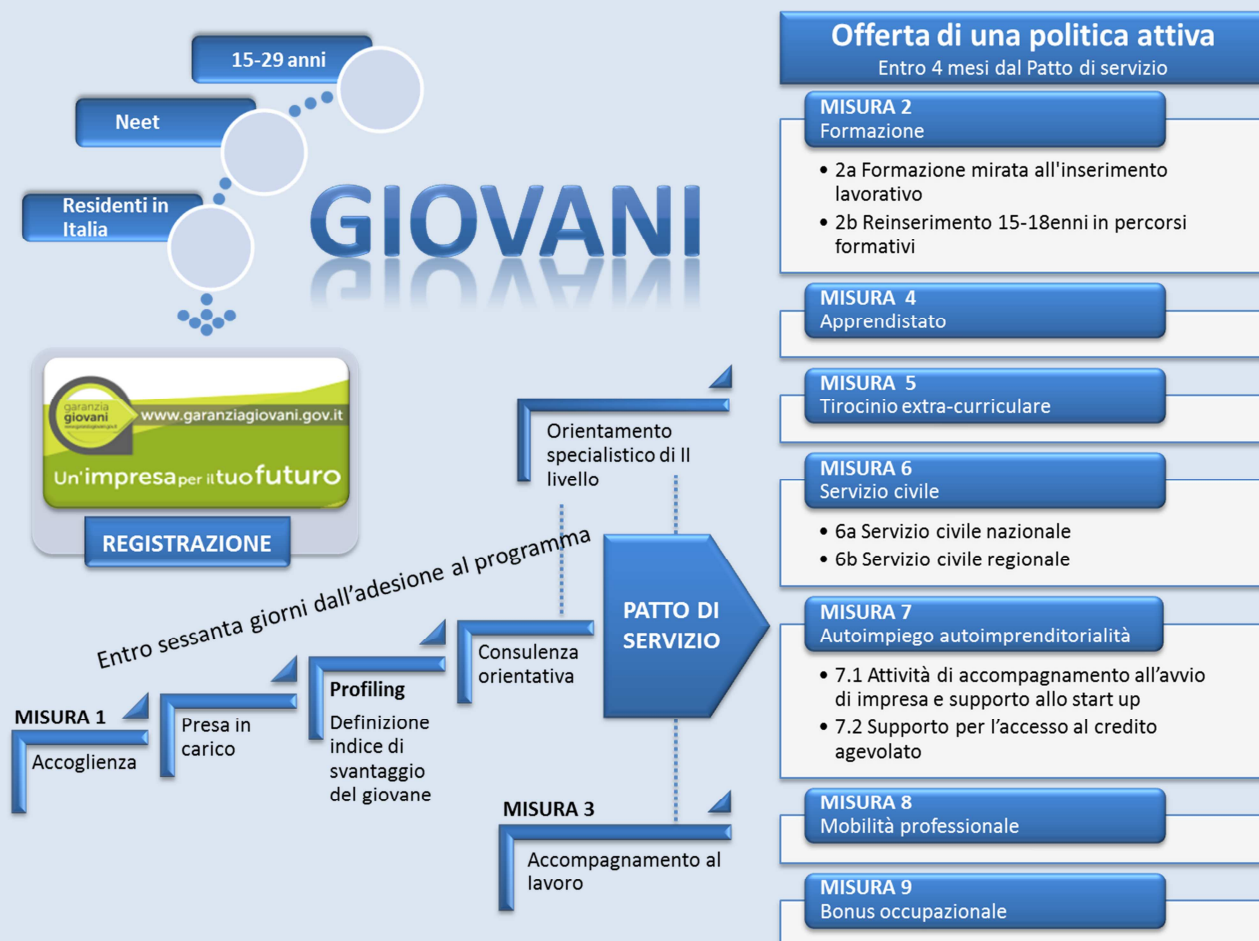 15-29 anni
Neet
Residenti in
Italia
GIOVANI
garanzia
giovani
www.garanziagiovani.gov.it
Un'impresa per il tuo futuro
REGISTRAZIONE
Entro sessanta giorni dall'adesione al programma
MISURA 1
Accoglienza
Presa in
carico
Profiling
Definizione
indice di
svantaggio
del giovane
Consulenza
orientativa
Orientamento
specialistico di II
livello
PATTO DI
SERVIZIO
MISURA 3
Accompagnamento al
lavoro
Offerta di una politica attiva
Entro 4 mesi dal Patto di servizio
MISURA 2
Formazione
• 2a Formazione mirata all'inserimento
lavorativo
• 2b Reinserimento 15-18enni in percorsi
formativi
MISURA 4
Apprendistato
MISURA 5
Tirocinio extra-curriculare
MISURA 6
Servizio civile
• 6a Servizio civile nazionale
• 6b Servizio civile regionale
MISURA 7
Autoimpiego autoimprenditorialità
• 7.1 Attività di accompagnamento all'avvio
di impresa e supporto allo start up
• 7.2 Supporto per l'accesso al credito
agevolato
MISURA 8
Mobilità professionale
MISURA 9
Bonus occupazionale